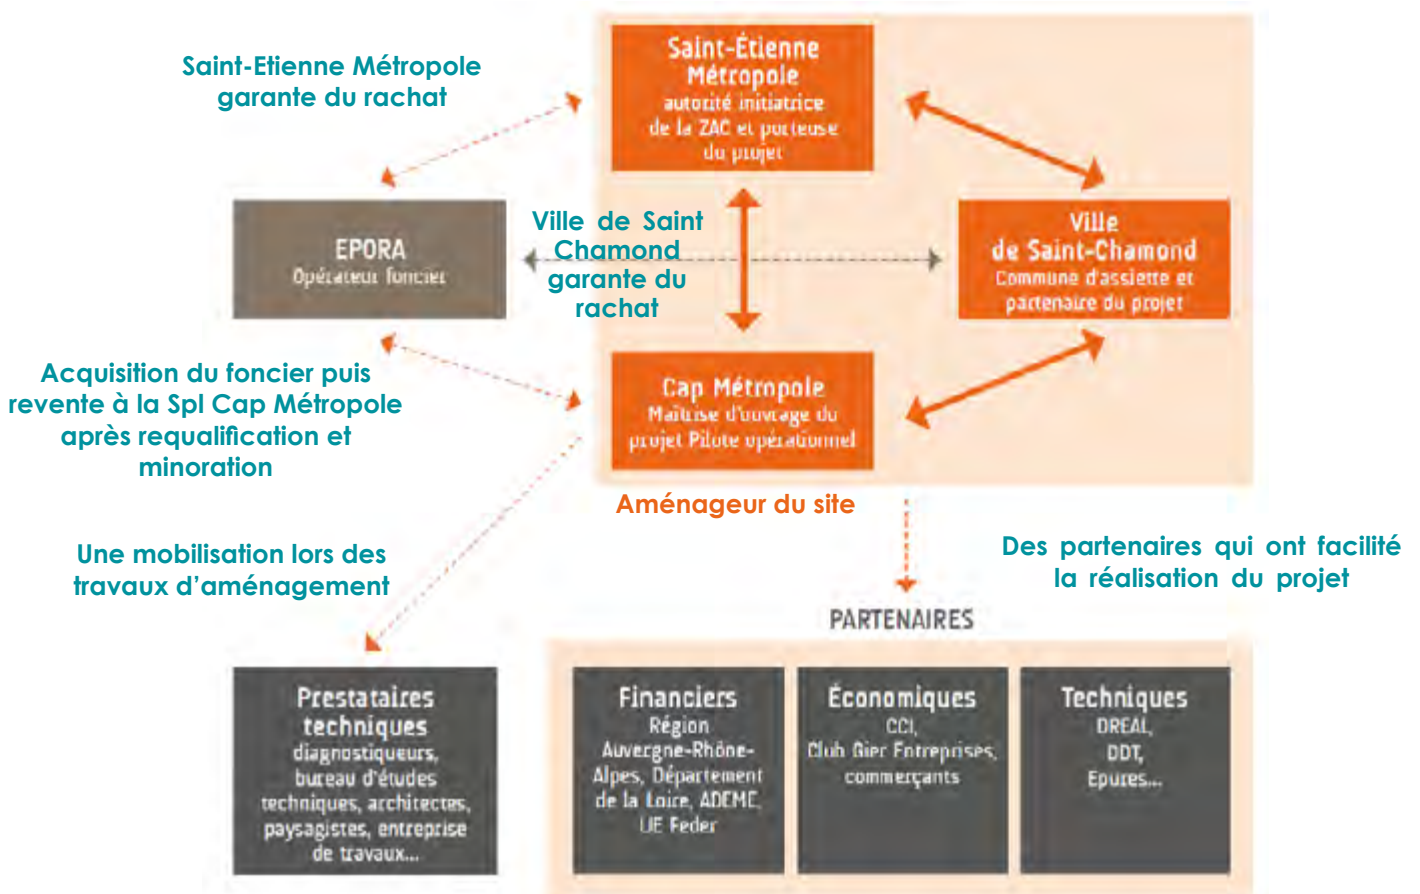 Saint-Etienne Métropole
garante du rachat
Saint-Étienne
Métropole
autorité initiatrice
de la ZAC et porteuse
du projet
EPORA
Opérateur foncier
Ville de Saint
Chamond
garante du
rachat
Ville
de Saint-Chamond
Commune d'assiette et
partenaire du projet
Acquisition du foncier puis
revente à la Spl Cap Métropole
après requalification et
minoration
Cap Métropole
Maîtrise d'ouvrage du
projet Pilote opérationnel
Aménageur du site
Une mobilisation lors des
travaux d'aménagement
Des partenaires qui ont facilité
la réalisation du projet
PARTENAIRES
Prestataires
techniques
diagnostiqueurs,
bureau d'études
techniques, architectes,
paysagistes, entreprise
de travaux...
Financiers
Région
Auvergne-Rhône-
Alpes, Département
de la Loire, ADEME,
UE Feder
Économiques
CCI,
Club Gier Entreprises,
commerçants
Techniques
DREAL,
DDT,
Epures...